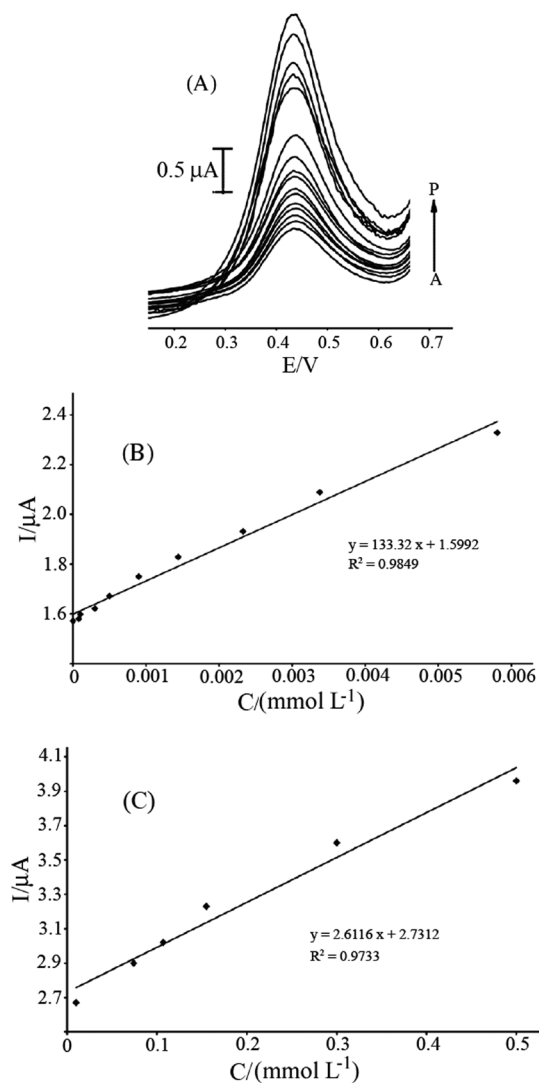 (A)
0.5 μA
P
A
0.2 0.3 0.4 0.5 0.6 0.7
E/V
(B)
I/μA
2.4
2.2
2.0
1.8
1.6
y = 133.32 x + 1.5992
R² = 0.9849
0 0.001 0.002 0.003 0.004 0.005 0.006
C/(mmol L⁻¹)
(C)
I/μA
4.1
3.9
3.7
3.5
3.3
3.1
2.9
2.7
y = 2.6116 x + 2.7312
R² = 0.9733
0 0.1 0.2 0.3 0.4 0.5
C/(mmol L⁻¹)